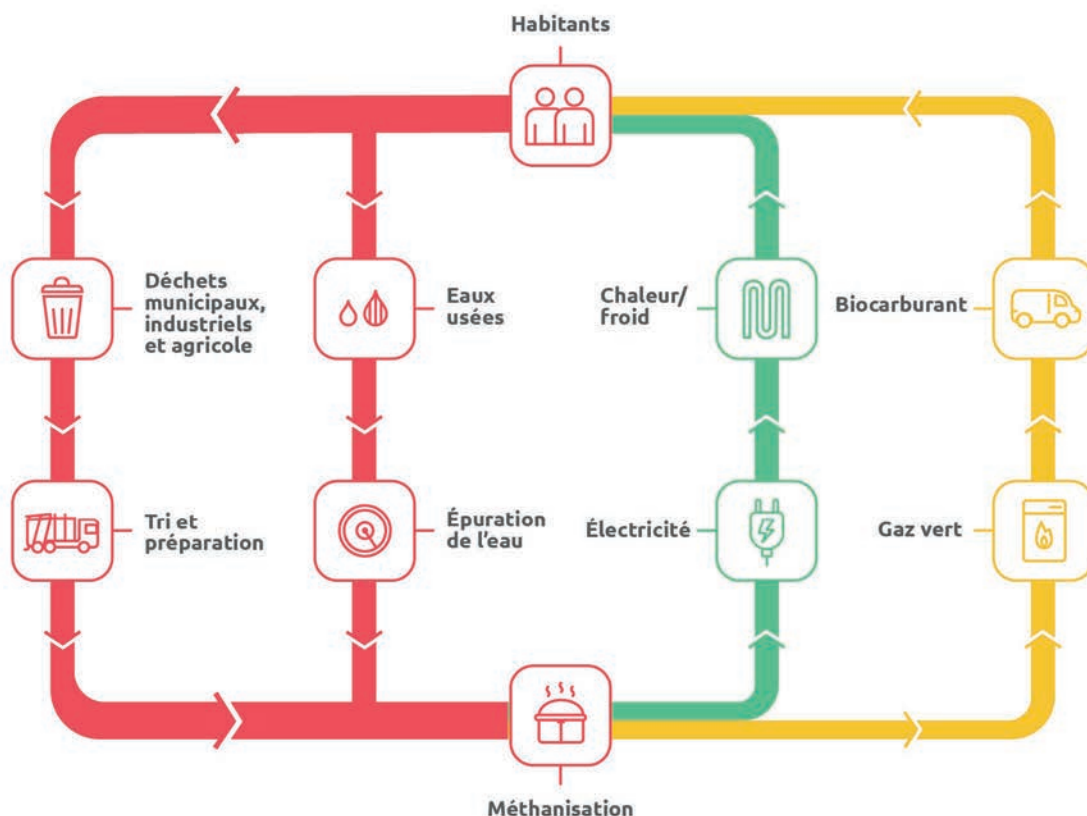 Habitants
Déchets
municipaux,
industriels
et agricole
Eaux
usées
Chaleur/
froid
Biocarburant
Tri et
préparation
Épuration
de l'eau
Électricité
Gaz vert
Méthanisation